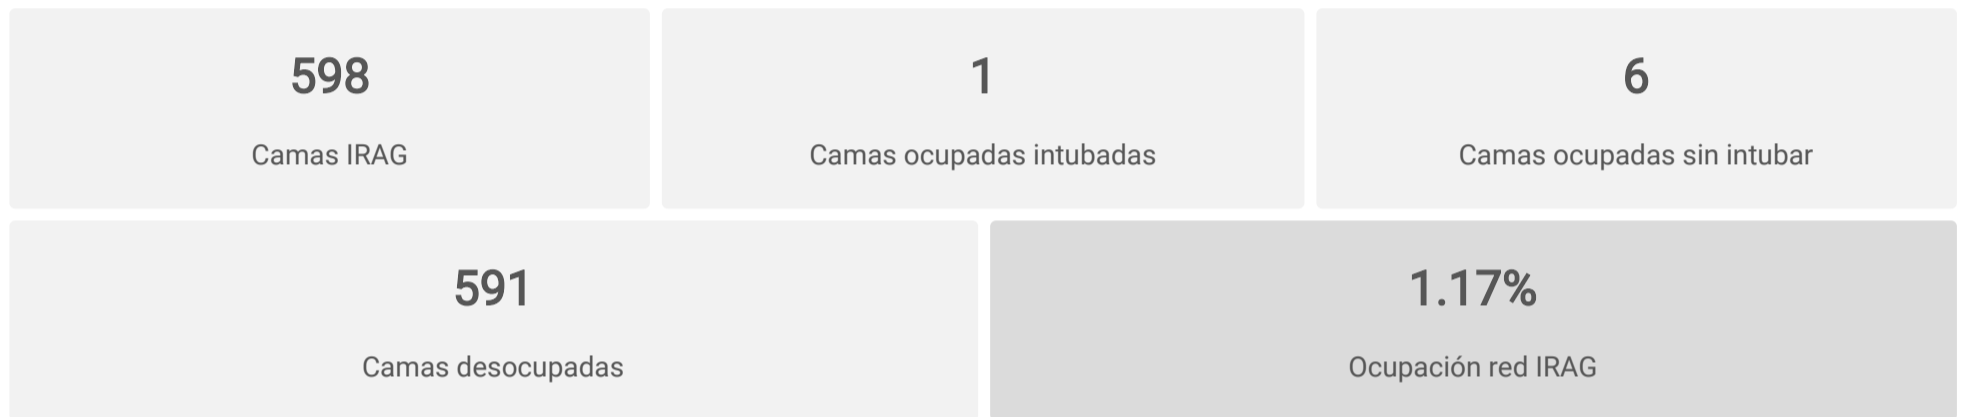 598
Camas IRAG
1
Camas ocupadas intubadas
6
Camas ocupadas sin intubar
591
Camas desocupadas
1.17%
Ocupación red IRAG